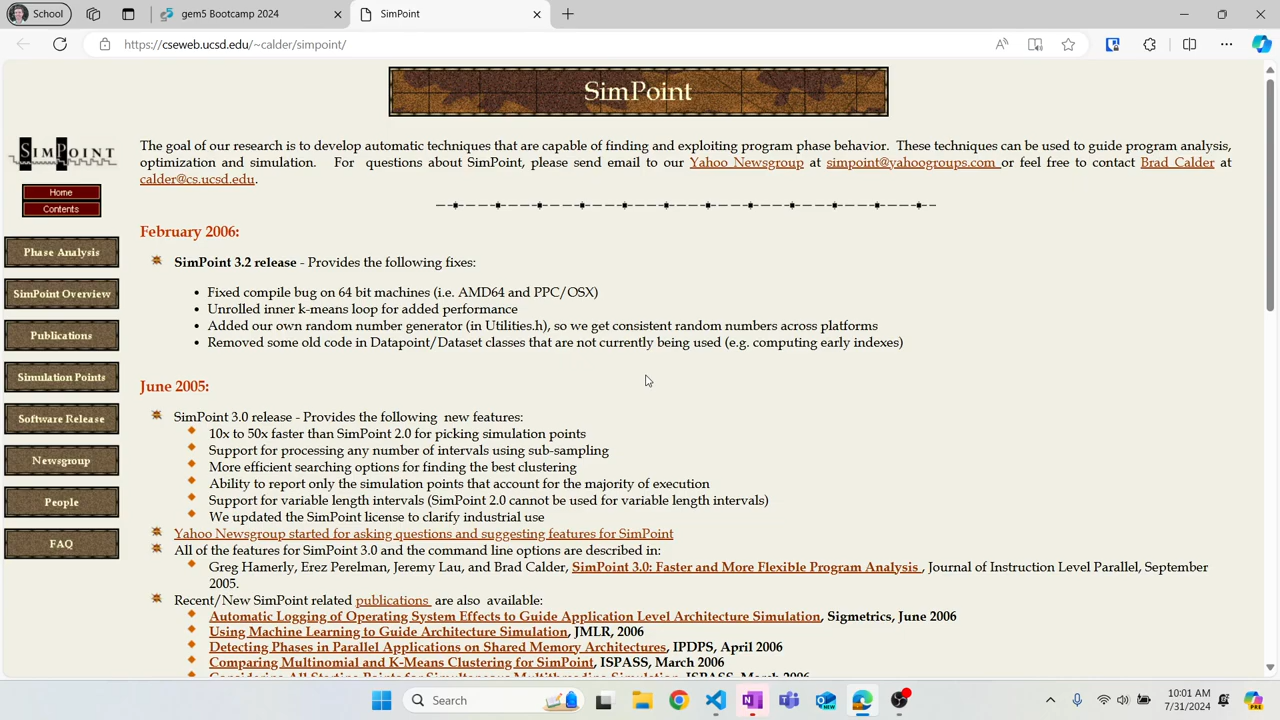 School
gem5 Bootcamp 2024
SimPoint
https://cseweb.ucsd.edu/~calder/simpoint/
SimPoint
SIMPOINT
Home
Contents
Phase Analysis
SimPoint Overview
Publications
Simulation Points
Software Release
Newsgroup
People
FAQ
The goal of our research is to develop automatic techniques that are capable of finding and exploiting program phase behavior. These techniques can be used to guide program analysis,
optimization and simulation. For questions about SimPoint, please send email to our Yahoo Newsgroup at simpoint@yahoogroups.com or feel free to contact Brad Calder at
calder@cs.ucsd.edu.
February 2006:
SimPoint 3.2 release - Provides the following fixes:
Fixed compile bug on 64 bit machines (i.e. AMD64 and PPC/OSX)
Unrolled inner k-means loop for added performance
Added our own random number generator (in Utilities.h), so we get consistent random numbers across platforms
Removed some old code in Datapoint/Dataset classes that are not currently being used (e.g. computing early indexes)
June 2005:
SimPoint 3.0 release - Provides the following new features:
10x to 50x faster than SimPoint 2.0 for picking simulation points
Support for processing any number of intervals using sub-sampling
More efficient searching options for finding the best clustering
Ability to report only the simulation points that account for the majority of execution
Support for variable length intervals (SimPoint 2.0 cannot be used for variable length intervals)
We updated the SimPoint license to clarify industrial use
Yahoo Newsgroup started for asking questions and suggesting features for SimPoint
All of the features for SimPoint 3.0 and the command line options are described in:
Greg Hamerly, Erez Perelman, Jeremy Lau, and Brad Calder, SimPoint 3.0: Faster and More Flexible Program Analysis , Journal of Instruction Level Parallel, September
2005.
Recent/New SimPoint related publications are also available:
Automatic Logging of Operating System Effects to Guide Application Level Architecture Simulation, Sigmetrics, June 2006
Using Machine Learning to Guide Architecture Simulation, JMLR, 2006
Detecting Phases in Parallel Applications on Shared Memory Architectures, IPDPS, April 2006
Comparing Multinomial and K-Means Clustering for SimPoint, ISPASS, March 2006
Considering All Starting Points for Simultaneous Multithreading Simulation, ISPASS, March 2006
Search
10:01 AM
7/31/2024